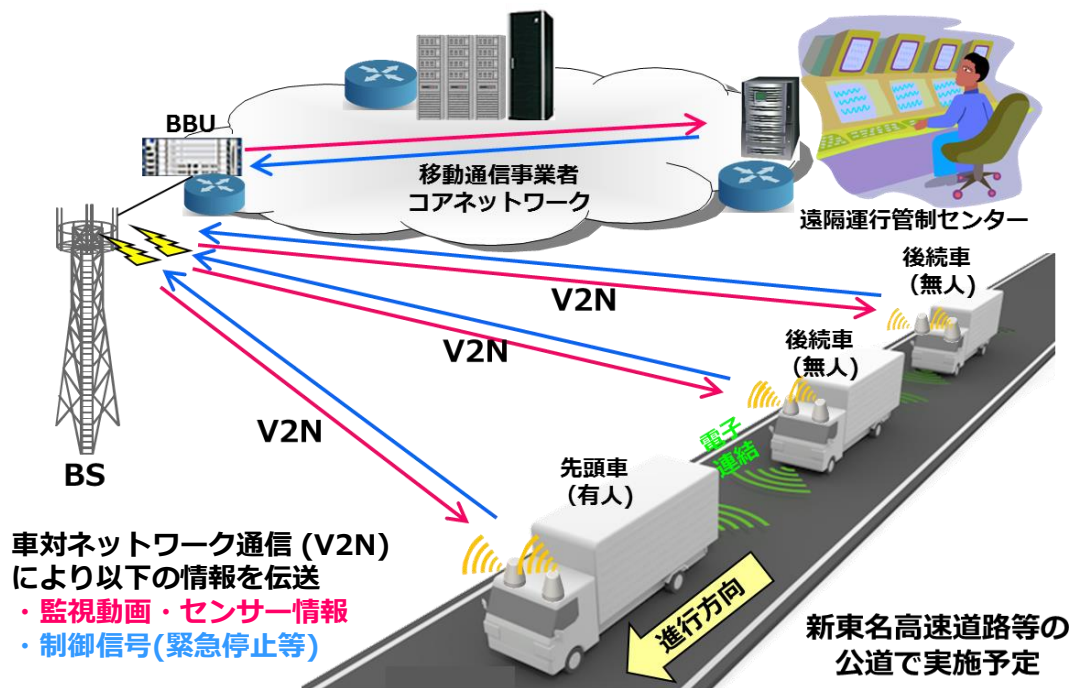 BBU
移動通信事業者
コアネットワーク
遠隔運行管制センター
後続車
（無人）
V2N
後続車
（無人）
V2N
電子
連結
V2N
BS
先頭車
（有人）
車対ネットワーク通信 (V2N)
により以下の情報を伝送
・監視動画・センサー情報
・制御信号(緊急停止等)
進行方向
新東名高速道路等の
公道で実施予定